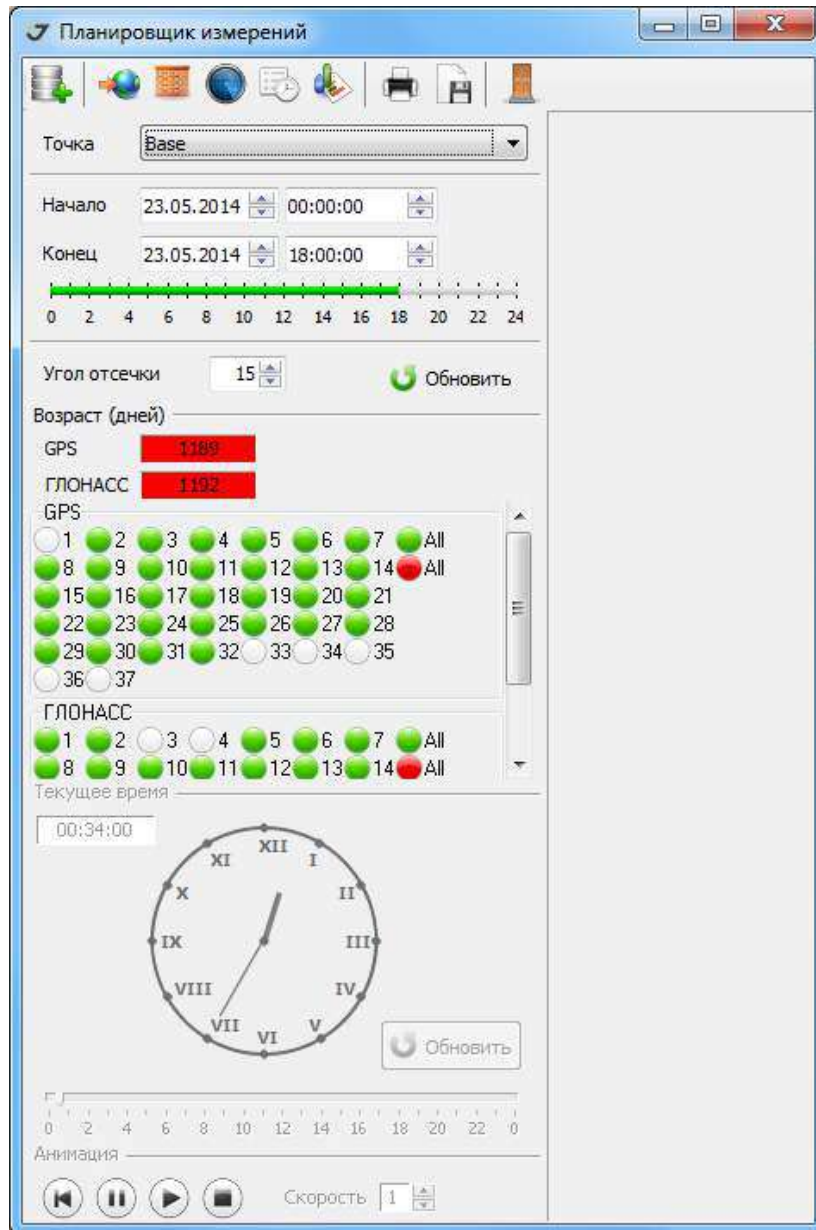 Планировщик измерений
Точка Base
Начало 23.05.2014 00:00:00
Конец 23.05.2014 18:00:00
0 2 4 6 8 10 12 14 16 18 20 22 24
Угол отсечки 15 Обновить
Возраст (дней)
GPS 1189
ГЛОНАСС 1192
GPS
1 2 3 4 5 6 7 All
8 9 10 11 12 13 14 All
15 16 17 18 19 20 21
22 23 24 25 26 27 28
29 30 31 32 33 34 35
36 37
ГЛОНАСС
1 2 3 4 5 6 7 All
8 9 10 11 12 13 14 All
Текущее время
00:34:00
XII
XI I
X II
IX III
VIII IV
VII V
VI
Обновить
0 2 4 6 8 10 12 14 16 18 20 22 0
Анимация
Скорость 1